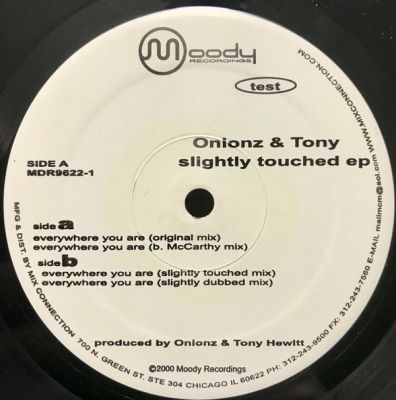 Moody
RECORDINGS
test
Onionz & Tony
slightly touched ep
SIDE A
MDR9622-1
side a
everywhere you are (original mix)
everywhere you are (b. McCarthy mix)
side b
everywhere you are (slightly touched mix)
everywhere you are (slightly dubbed mix)
produced by Onionz & Tony Hewitt
©2000 Moody Recordings
MFG & DIST. BY MIX CONNECTION 700 N. GREEN ST. STE 304 CHICAGO IL 60622 PH: 312-243-9500 FX: 312-243-7560 E-MAIL mailmcm@aol.com WWW.MIXCONNECTION.COM